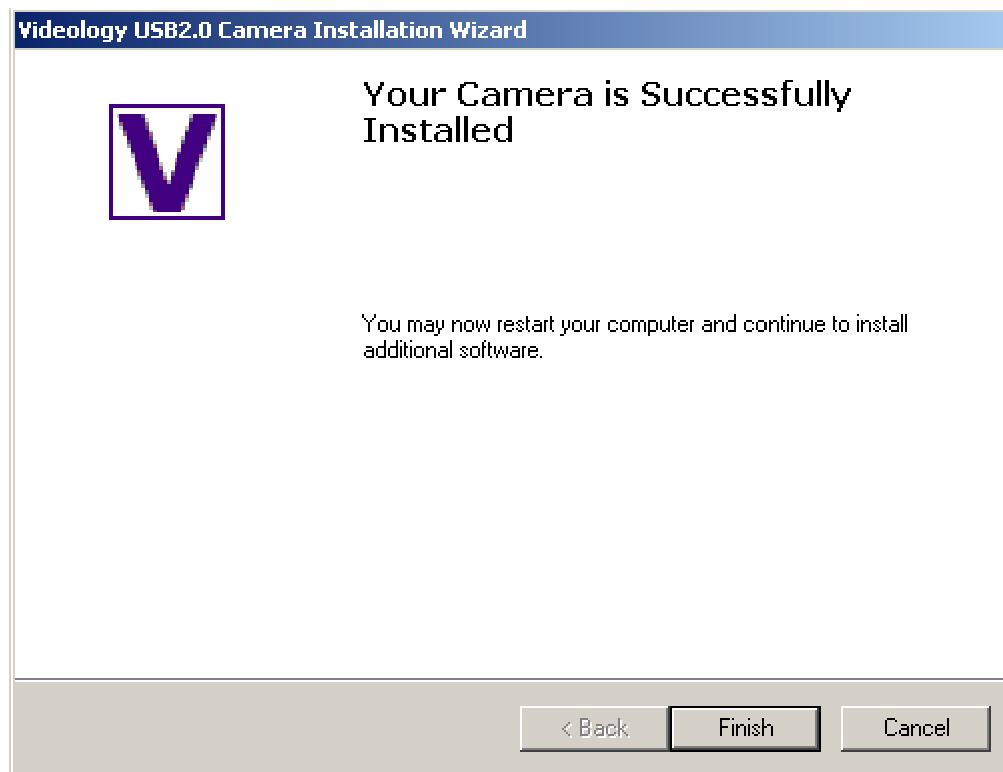 Videology USB2.0 Camera Installation Wizard
V
Your Camera is Successfully
Installed
You may now restart your computer and continue to install
additional software.
< Back
Finish
Cancel